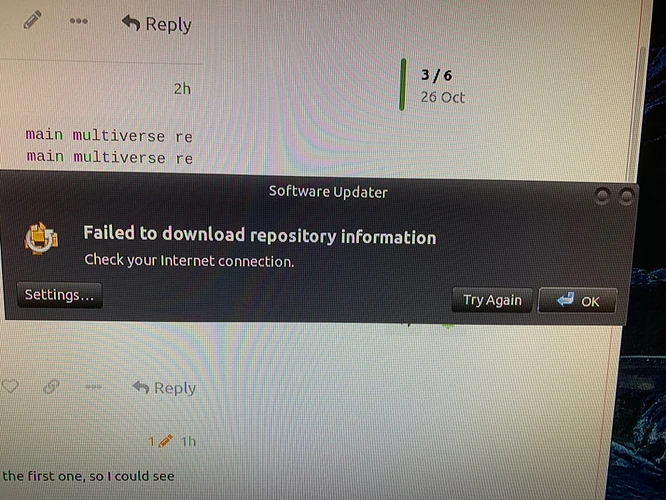 Reply
3 / 6
2h
26 Oct
main multiverse re
main multiverse re
Software Updater
Failed to download repository information
Check your Internet connection.
Settings...
Try Again
OK
Reply
1
1h
the first one, so I could see